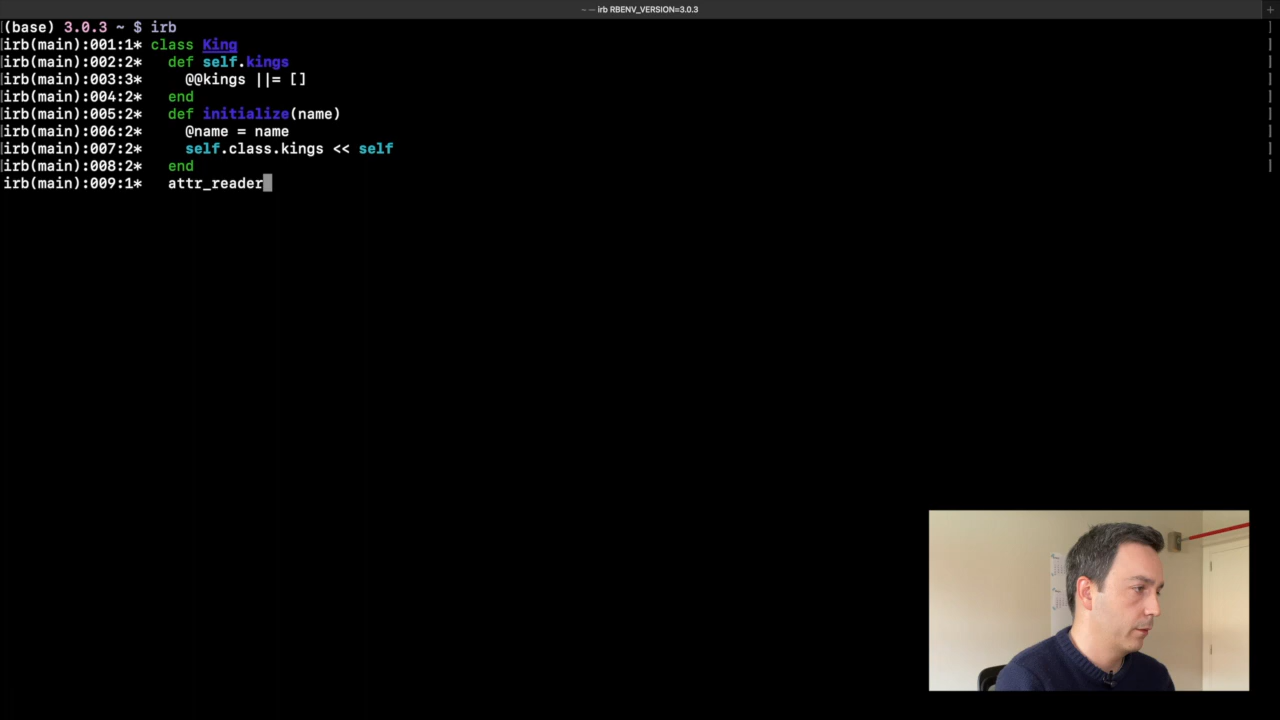 ~ — irb RBENV_VERSION=3.0.3
(base) 3.0.3 ~ $ irb
irb(main):001:1* class King
irb(main):002:2*   def self.kings
irb(main):003:3*     @@kings ||= []
irb(main):004:2*   end
irb(main):005:2*   def initialize(name)
irb(main):006:2*     @name = name
irb(main):007:2*     self.class.kings << self
irb(main):008:2*   end
irb(main):009:1*   attr_reader